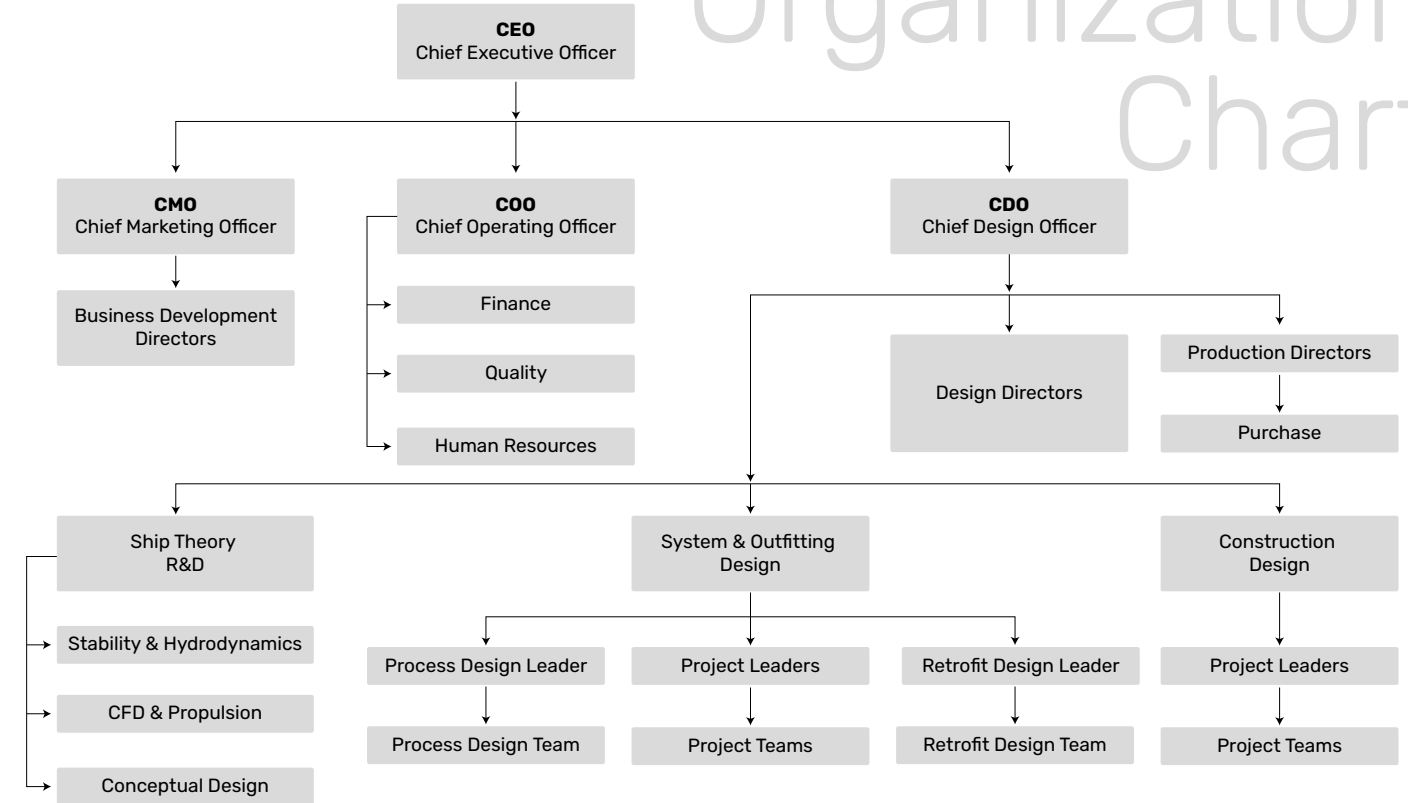 Organization
Chart
CEO
Chief Executive Officer
CMO
Chief Marketing Officer
COO
Chief Operating Officer
CDO
Chief Design Officer
Business Development
Directors
Finance
Quality
Human Resources
Design Directors
Production Directors
Purchase
Ship Theory
R&D
System & Outfitting
Design
Construction
Design
Stability & Hydrodynamics
CFD & Propulsion
Conceptual Design
Process Design Leader
Project Leaders
Retrofit Design Leader
Project Leaders
Process Design Team
Project Teams
Retrofit Design Team
Project Teams